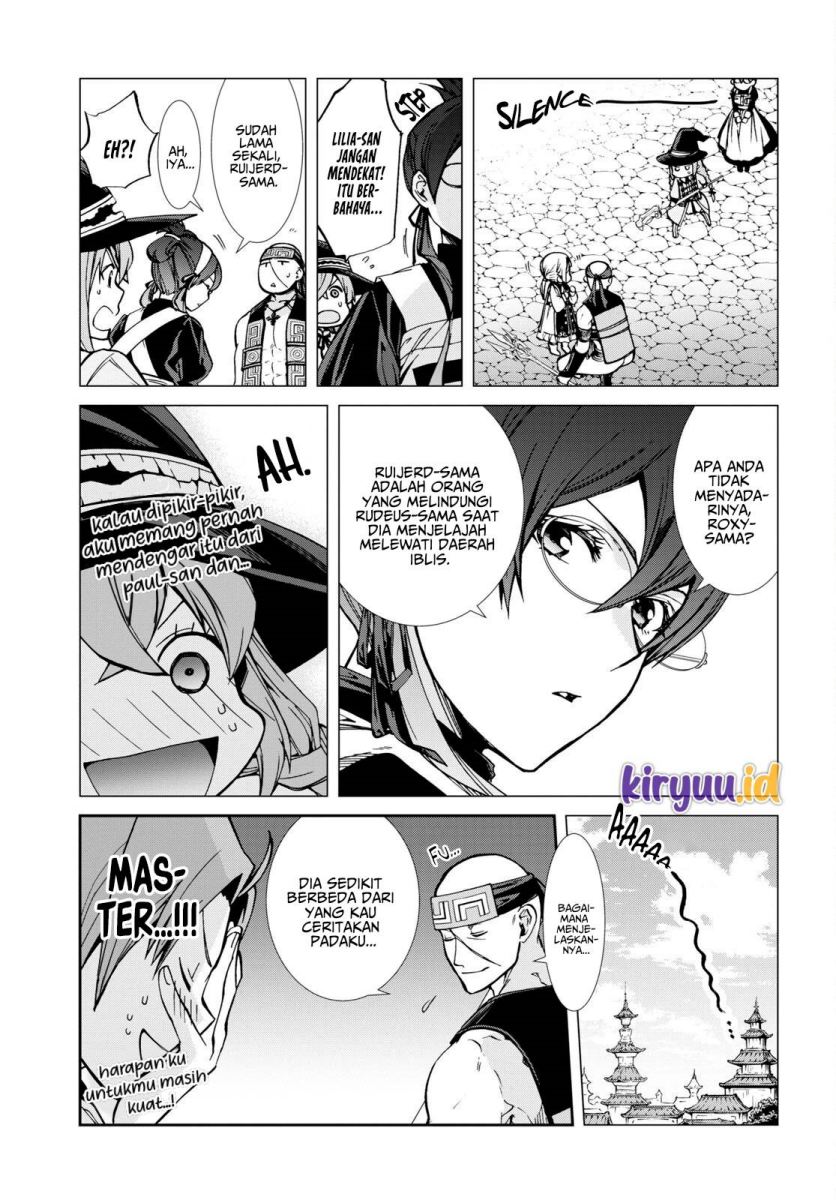 SILENCE
STEP
LILIA-SAN
JANGAN
MENDEKAT!
ITU BER-
BAHAYA...
SUDAH
LAMA
SEKALI,
RUIJERD-
SAMA.
AH,
IYA...
EH?!
APA ANDA
TIDAK
MENYADA-
RINYA,
ROXY-
SAMA?
RUIJERD-SAMA
ADALAH ORANG
YANG MELINDUNGI
RUDEUS-SAMA SAAT
DIA MENJELAJAH
MELEWATI DAERAH
IBLIS.
AH.
kalau dipikir-pikir,
aku memang pernah
mendengar itu dari
paul-san dan...
kiryuu.id
AAAAA
...
BAGAI-
MANA
MENJE-
LASKAN-
NYA...
FU...
DIA SEDIKIT
BERBEDA DARI
YANG KAU
CERITAKAN
PADAKU...
MAS-
TER...!!!
harapan ku
untukmu masih
kuat...!